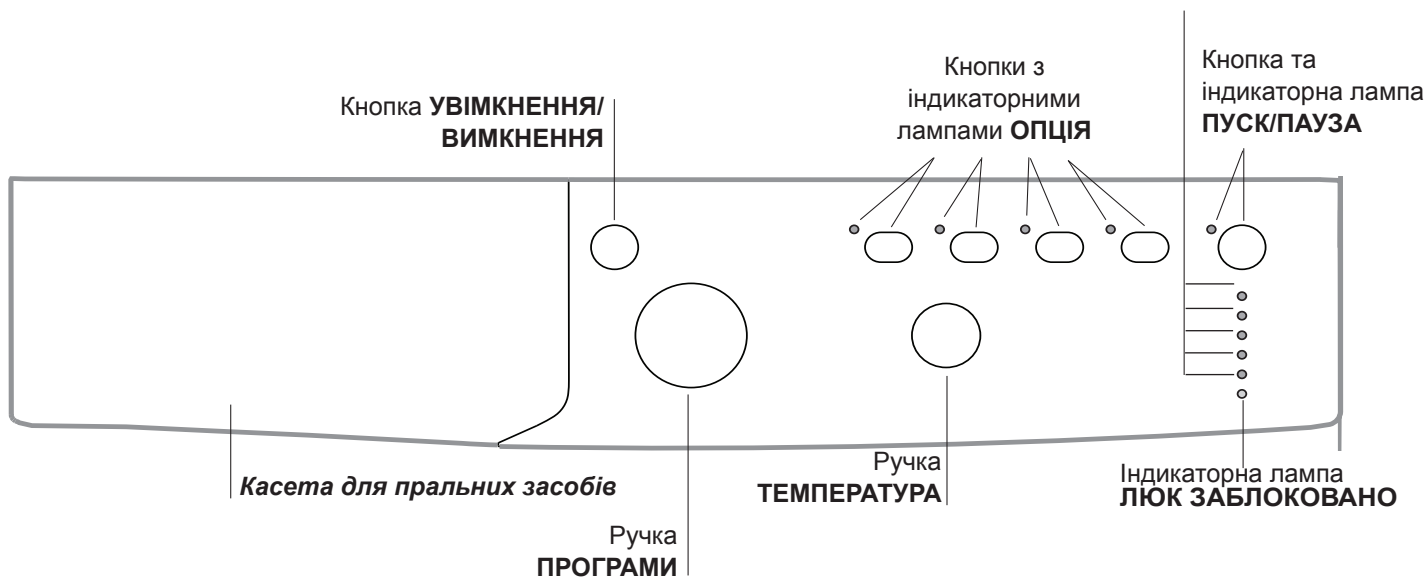 Кнопка УВІМКНЕННЯ/
ВИМКНЕННЯ
Кнопки з
індикаторними
лампами ОПЦІЯ
Кнопка та
індикаторна лампа
ПУСК/ПАУЗА
Касета для пральних засобів
Ручка
ПРОГРАМИ
Ручка
ТЕМПЕРАТУРА
Індикаторна лампа
ЛЮК ЗАБЛОКОВАНО